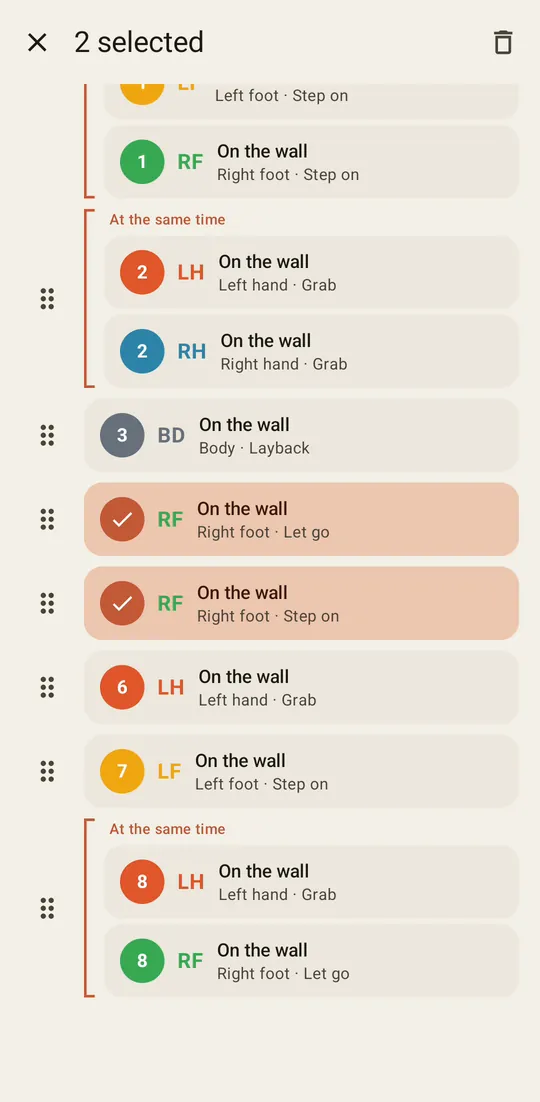 2 selected
Left foot · Step on
1 RF On the wall
Right foot · Step on
At the same time
2 LH On the wall
Left hand · Grab
2 RH On the wall
Right hand · Grab
3 BD On the wall
Body · Layback
RF On the wall
Right foot · Let go
RF On the wall
Right foot · Step on
6 LH On the wall
Left hand · Grab
7 LF On the wall
Left foot · Step on
At the same time
8 LH On the wall
Left hand · Grab
8 RF On the wall
Right foot · Let go